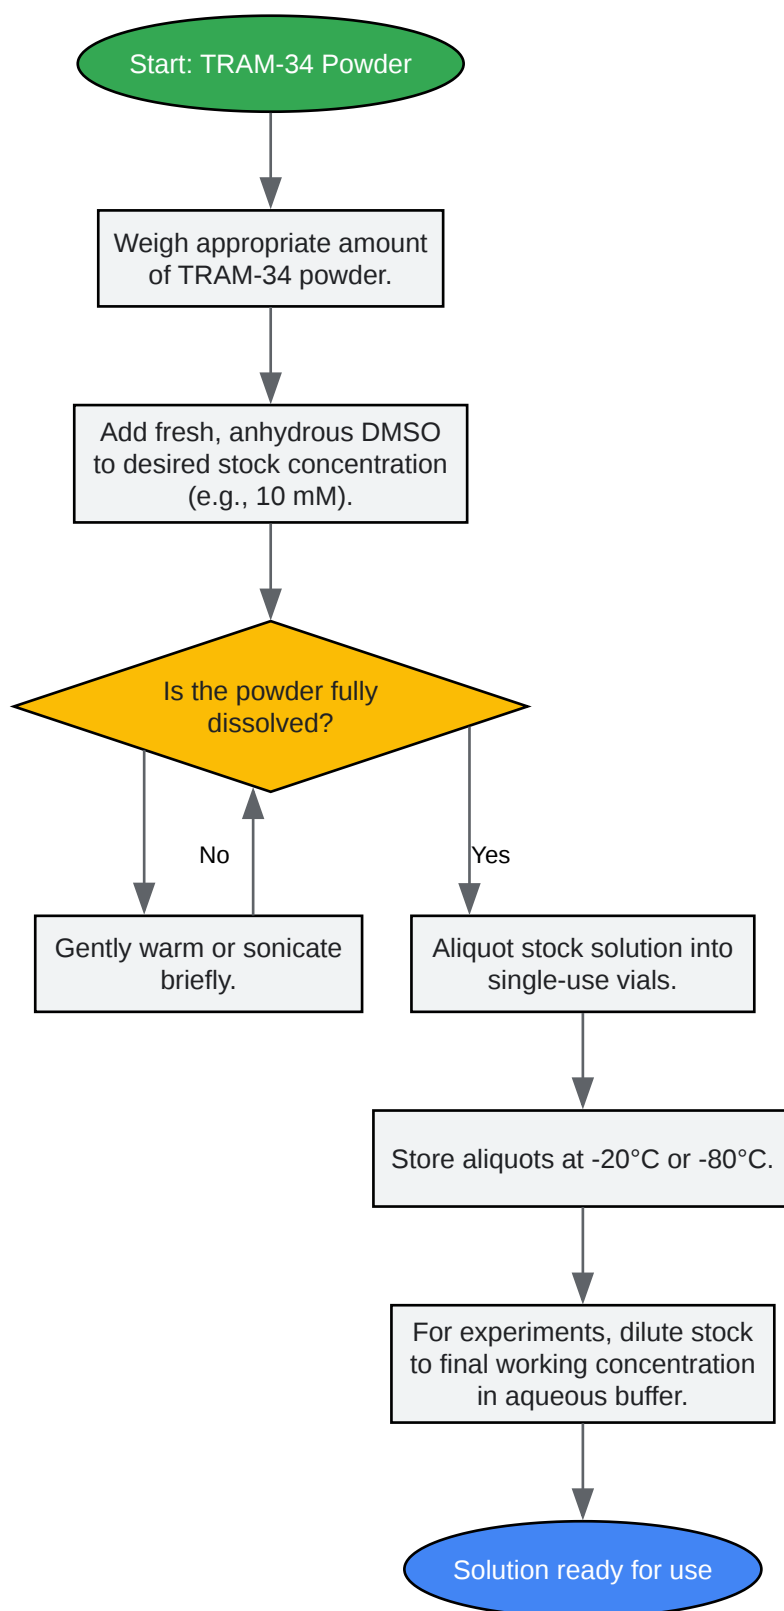 Start: TRAM-34 Powder
Weigh appropriate amount
of TRAM-34 powder.
Add fresh, anhydrous DMSO
to desired stock concentration
(e.g., 10 mM).
Is the powder fully
dissolved?
No
Yes
Gently warm or sonicate
briefly.
Aliquot stock solution into
single-use vials.
Store aliquots at -20°C or -80°C.
For experiments, dilute stock
to final working concentration
in aqueous buffer.
Solution ready for use